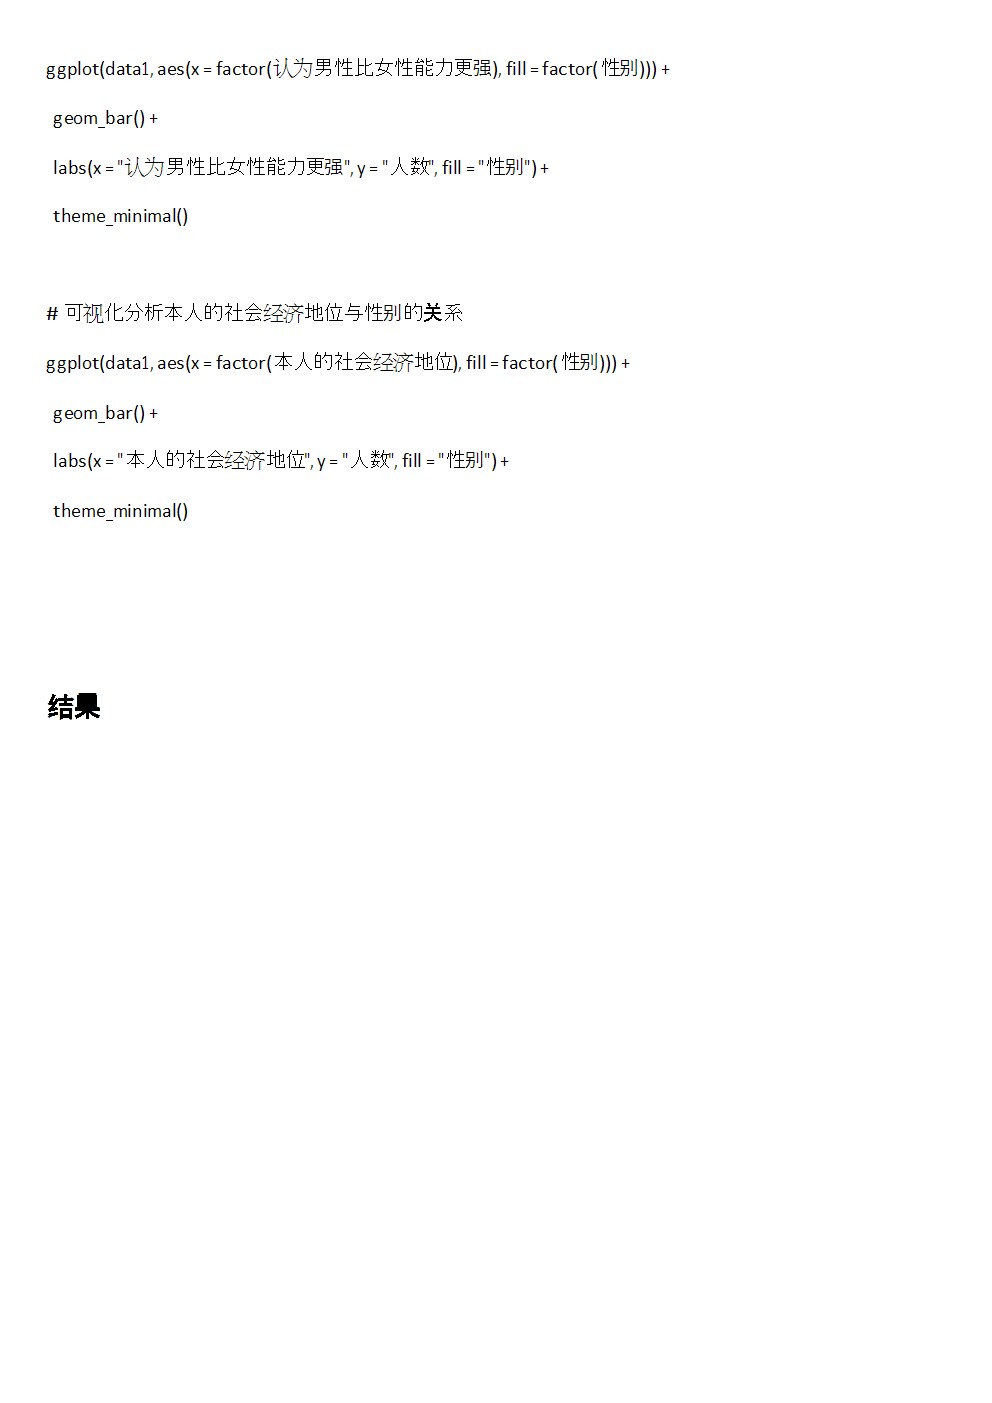 ggplot(data1, aes(x = factor(认为男性比女性能力更强), fill = factor(性别))) +
geom_bar() +
labs(x = "认为男性比女性能力更强", y = "人数", fill = "性别") +
theme_minimal()
# 可视化分析本人的社会经济地位与性别的关系
ggplot(data1, aes(x = factor(本人的社会经济地位), fill = factor(性别))) +
geom_bar() +
labs(x = "本人的社会经济地位", y = "人数", fill = "性别") +
theme_minimal()
结果